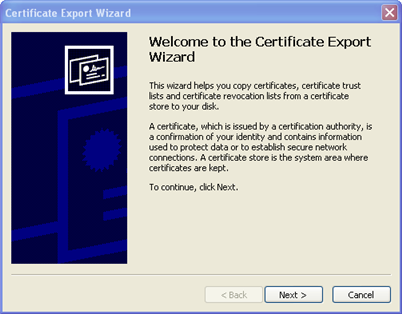 Certificate Export Wizard
Welcome to the Certificate Export
Wizard
This wizard helps you copy certificates, certificate trust
lists and certificate revocation lists from a certificate
store to your disk.
A certificate, which is issued by a certification authority, is
a confirmation of your identity and contains information
used to protect data or to establish secure network
connections. A certificate store is the system area where
certificates are kept.
To continue, click Next.
< Back
Next >
Cancel